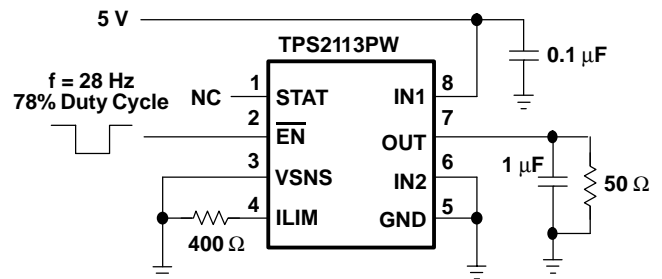 5 V
TPS2113PW
0.1 μF
f = 28 Hz
78% Duty Cycle
NC
1
STAT
IN1
8
2
EN
OUT
7
3
VSNS
IN2
6
1 μF
50 Ω
4
ILIM
GND
5
400 Ω